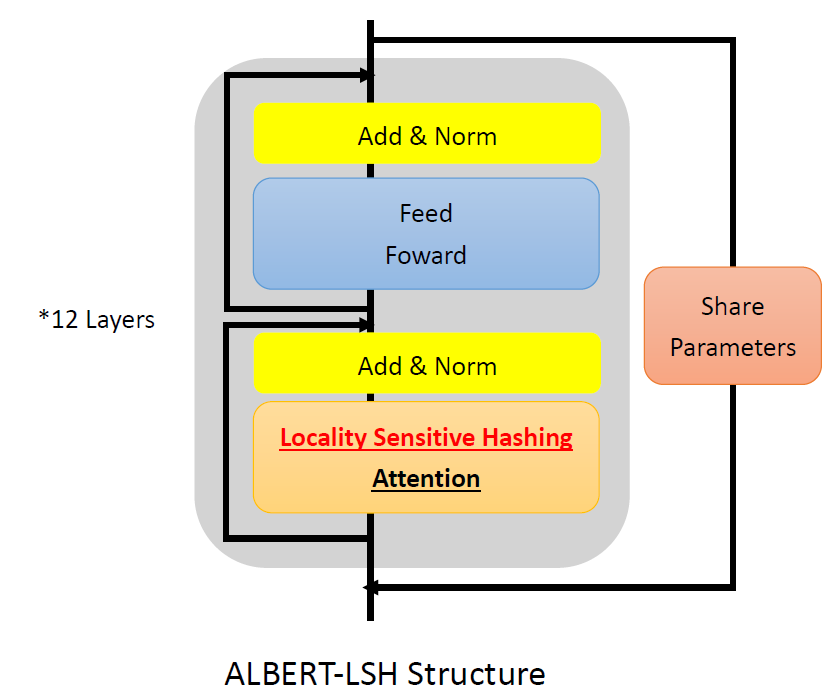 Add & Norm
Feed
Foward
*12 Layers
Share
Parameters
Add & Norm
Locality Sensitive Hashing
Attention
ALBERT-LSH Structure